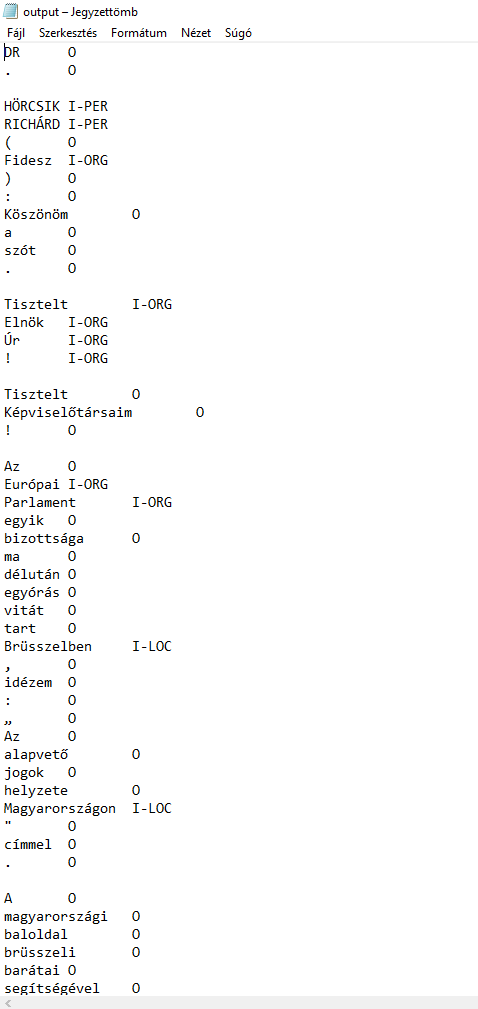 output – Jegyzettömb
Fájl Szerkesztés Formátum Nézet Súgó
DR O
. O
HÖRCSIK I-PER
RICHÁRD I-PER
( O
Fidesz I-ORG
) O
: O
Köszönöm O
a O
szót O
. O
Tisztelt I-ORG
Elnök I-ORG
Úr I-ORG
! I-ORG
Tisztelt O
Képviselőtársaim O
! O
Az O
Európai I-ORG
Parlament I-ORG
egyik O
bizottsága O
ma O
délután O
egyórás O
vitát O
tart O
Brüsszelben I-LOC
, O
idézem O
: O
„ O
Az O
alapvető O
jogok O
helyzete O
Magyarországon I-LOC
" O
címmel O
. O
A O
magyarországi O
baloldal O
brüsszeli O
barátai O
segítségével O